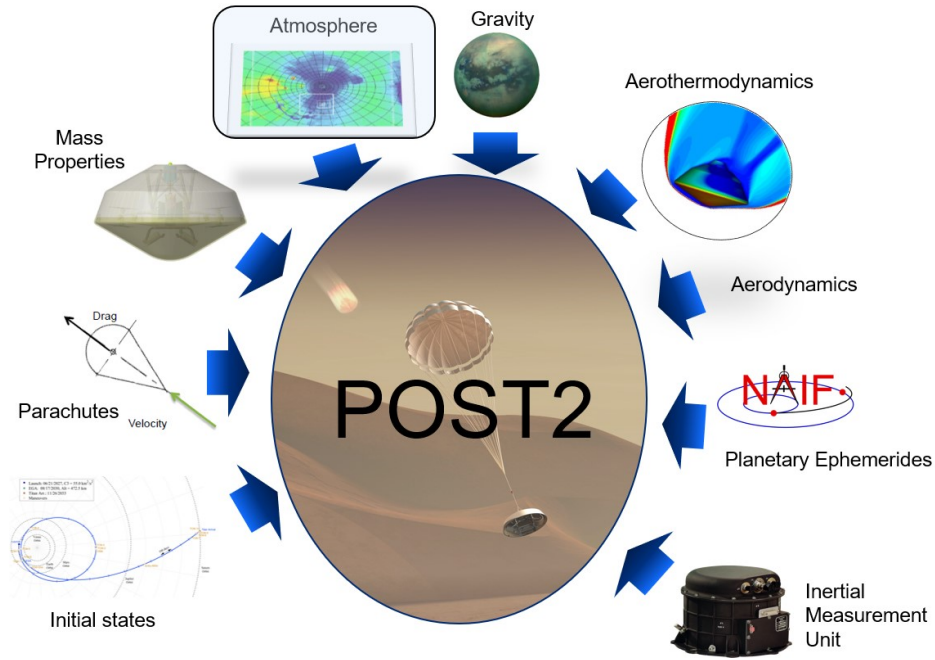 Atmosphere
Gravity
Aerothermodynamics
Mass
Properties
Aerodynamics
Drag
Parachutes
Velocity
POST2
NAIF
Planetary Ephemerides
Initial states
Inertial
Measurement
Unit